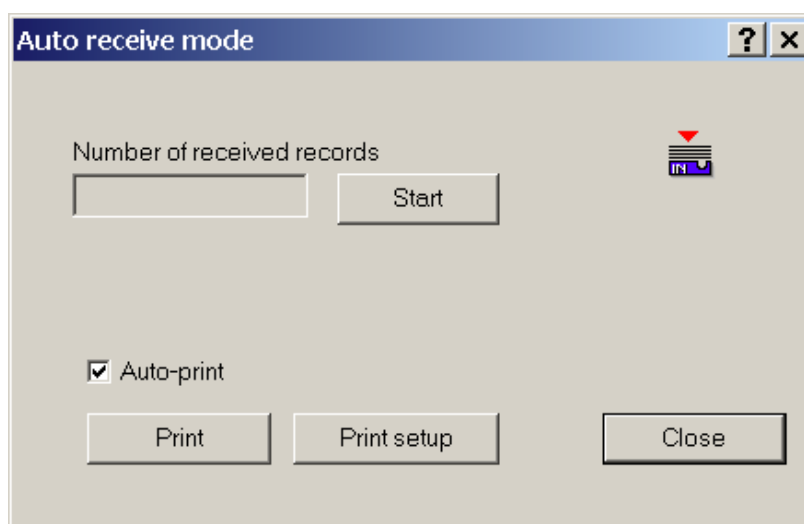 Auto receive mode
Number of received records
Start
IN
Auto-print
Print
Print setup
Close